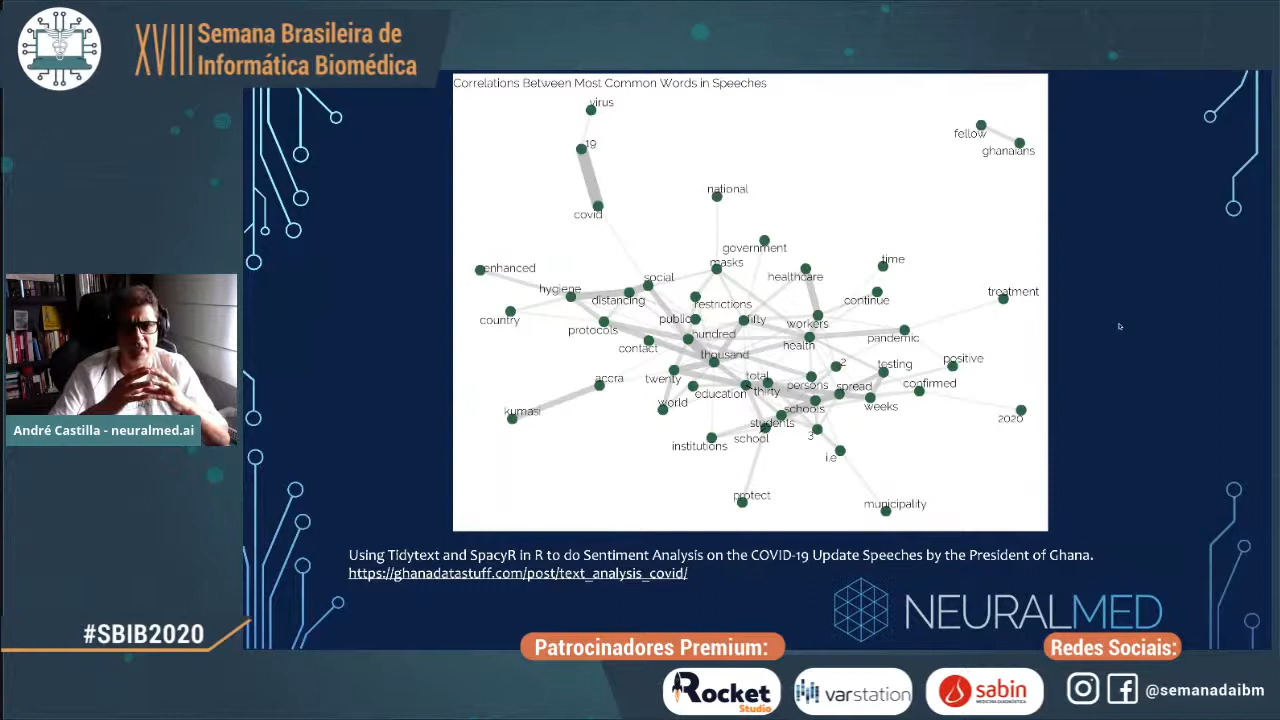 XVIII Semana Brasileira de
Informática Biomédica
Correlations Between Most Common Words in Speeches
virus
19
fellow
ghanaians
national
covid
government
masks
time
enhanced
social
healthcare
hygiene
distancing
restrictions
continue
treatment
country
protocols
public
fifty
workers
hundred
health
pandemic
contact
thousand
2
testing
positive
accra
twenty
total
education
thirty
persons
spread
confirmed
kumasi
world
schools
weeks
2020
students
institutions
school
3
i.e
protect
municipality
André Castilla - neuralmed.ai
Using Tidytext and SpacyR in R to do Sentiment Analysis on the COVID-19 Update Speeches by the President of Ghana.
https://ghanadatastuff.com/post/text_analysis_covid/
NEURALMED
#SBIB2020
Patrocinadores Premium:
Redes Sociais:
Rocket
Studio
varstation
sabin
MEDICINA DIAGNÓSTICA
@semanadaibm